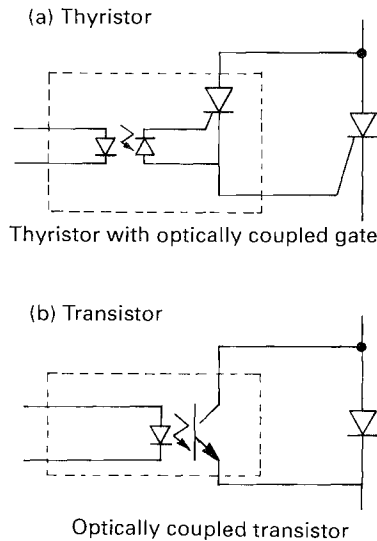 (a) Thyristor
Thyristor with optically coupled gate
(b) Transistor
Optically coupled transistor